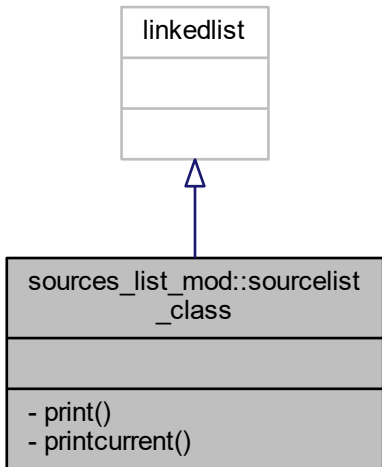 linkedlist
sources_list_mod::sourcelist
_class
- print()
- printcurrent()